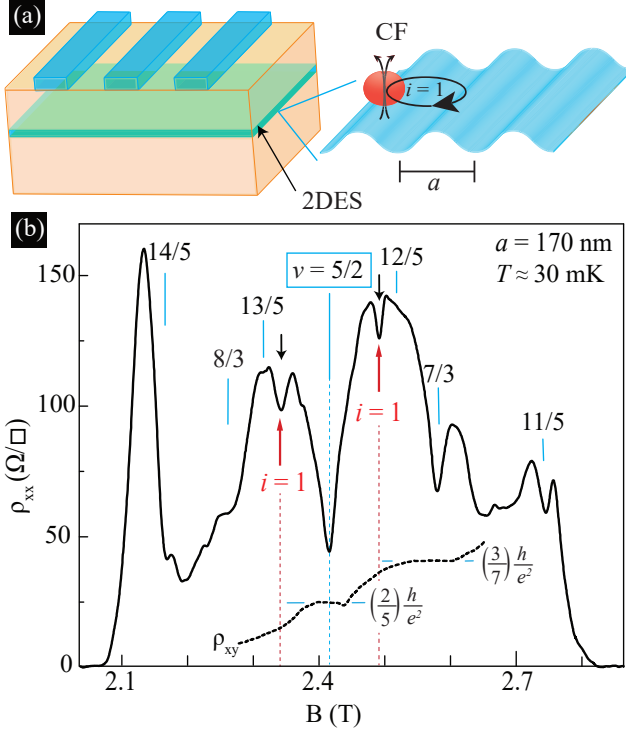 (a)
CF
i = 1
a
2DES
(b)
14/5
13/5
8/3
ν = 5/2
12/5
a = 170 nm
T ≈ 30 mK
7/3
11/5
i = 1
i = 1
(2/5) h/e²
(3/7) h/e²
ρxy
ρxx (Ω/□)
150
100
50
0
2.1
2.4
2.7
B (T)